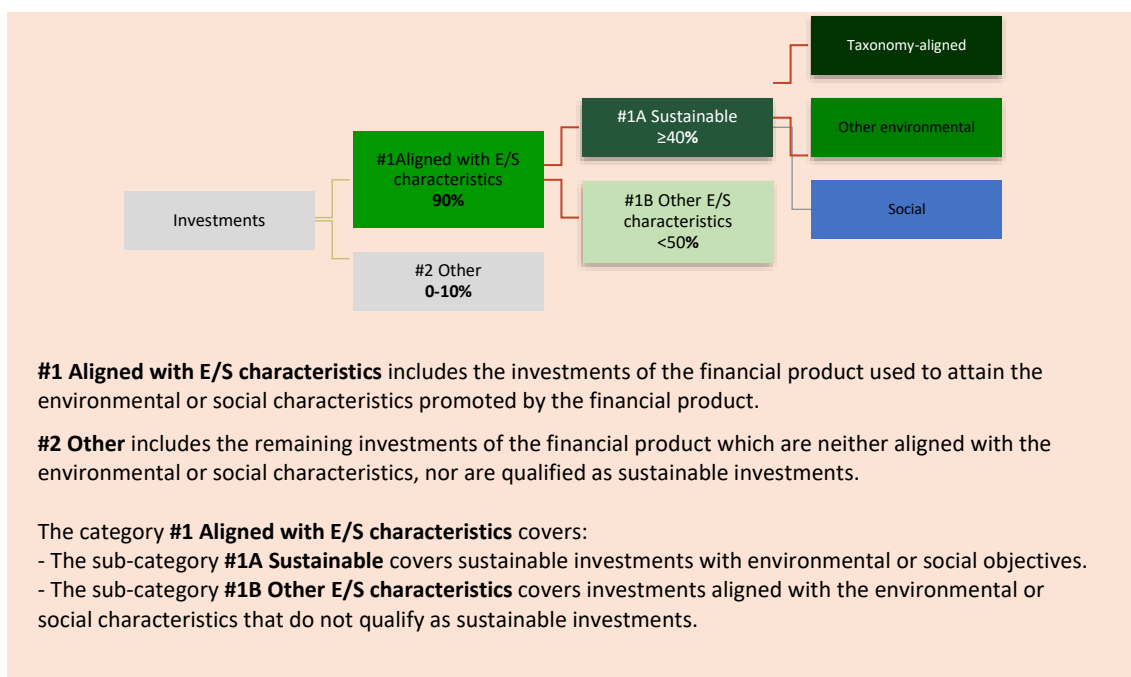 Taxonomy-aligned
#1A Sustainable
≥40%
Other environmental
#1Aligned with E/S
characteristics
90%
#1B Other E/S
characteristics
<50%
Social
Investments
#2 Other
0-10%
#1 Aligned with E/S characteristics includes the investments of the financial product used to attain the
environmental or social characteristics promoted by the financial product.
#2 Other includes the remaining investments of the financial product which are neither aligned with the
environmental or social characteristics, nor are qualified as sustainable investments.
The category #1 Aligned with E/S characteristics covers:
- The sub-category #1A Sustainable covers sustainable investments with environmental or social objectives.
- The sub-category #1B Other E/S characteristics covers investments aligned with the environmental or
social characteristics that do not qualify as sustainable investments.